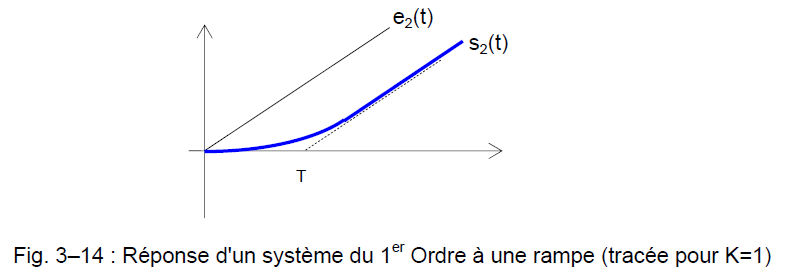 e₂(t)
s₂(t)
T
Fig. 3–14 : Réponse d'un système du 1er Ordre à une rampe (tracée pour K=1)